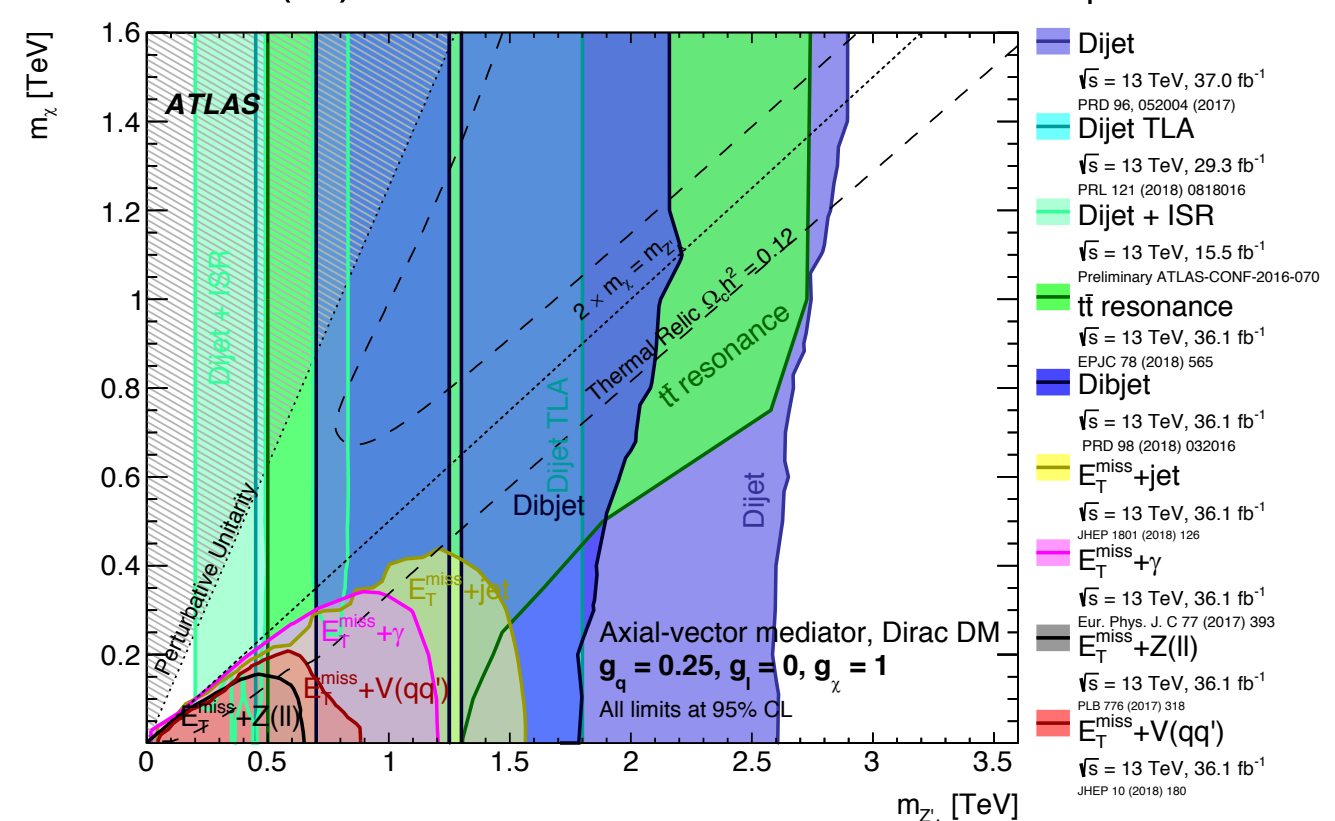 1.6
1.4
1.2
1
0.8
0.6
0.4
0.2
m_χ [TeV]
ATLAS
Dijet + ISR
Perturbative Unitarity
2 × m_χ = m_Z'
Thermal Relic Ω_c h² = 0.12
tt̄ resonance
Dijet TLA
Dibjet
Dijet
E_T^miss+jet
E_T^miss+γ
E_T^miss+V(qq')
E_T^miss+Z(ll)
Axial-vector mediator, Dirac DM
g_q = 0.25, g_l = 0, g_χ = 1
All limits at 95% CL
0 0.5 1 1.5 2 2.5 3 3.5
m_Z' [TeV]
Dijet
√s = 13 TeV, 37.0 fb⁻¹
PRD 96, 052004 (2017)
Dijet TLA
√s = 13 TeV, 29.3 fb⁻¹
PRL 121 (2018) 0818016
Dijet + ISR
√s = 13 TeV, 15.5 fb⁻¹
Preliminary ATLAS-CONF-2016-070
tt̄ resonance
√s = 13 TeV, 36.1 fb⁻¹
EPJC 78 (2018) 565
Dibjet
√s = 13 TeV, 36.1 fb⁻¹
PRD 98 (2018) 032016
E_T^miss+jet
√s = 13 TeV, 36.1 fb⁻¹
JHEP 1801 (2018) 126
E_T^miss+γ
√s = 13 TeV, 36.1 fb⁻¹
Eur. Phys. J. C 77 (2017) 393
E_T^miss+Z(ll)
√s = 13 TeV, 36.1 fb⁻¹
PLB 776 (2017) 318
E_T^miss+V(qq')
√s = 13 TeV, 36.1 fb⁻¹
JHEP 10 (2018) 180